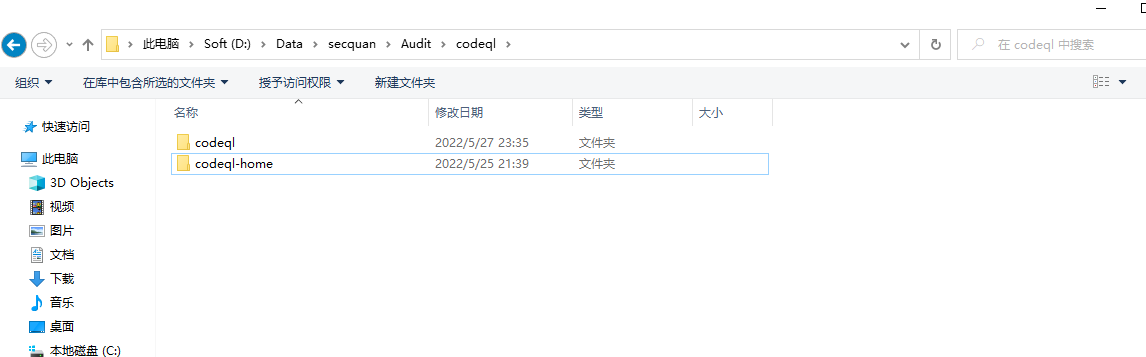 此电脑 Soft (D:) Data secquan Audit codeql 在 codeql 中搜索
组织 在库中包含所选的文件夹 授予访问权限 新建文件夹
名称 修改日期 类型 大小
快速访问
此电脑
3D Objects
视频
图片
文档
下载
音乐
桌面
本地磁盘 (C:)
codeql 2022/5/27 23:35 文件夹
codeql-home 2022/5/25 21:39 文件夹